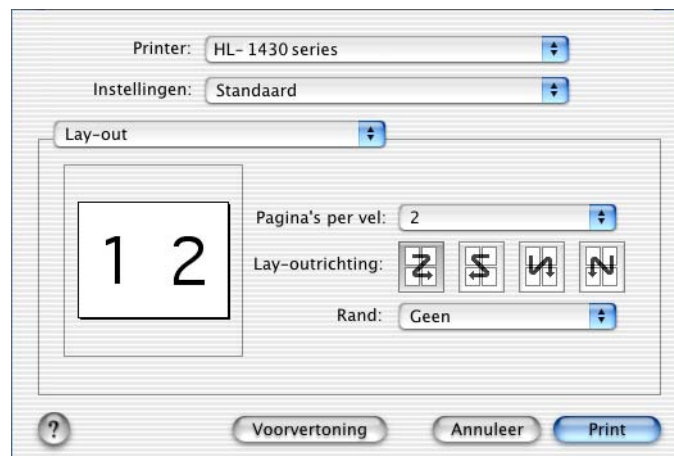 Printer: HL- 1430 series
Instellingen: Standaard
Lay-out
1 2
Pagina's per vel: 2
Lay-outrichting:
Rand: Geen
? Voorvertoning Annuleer Print